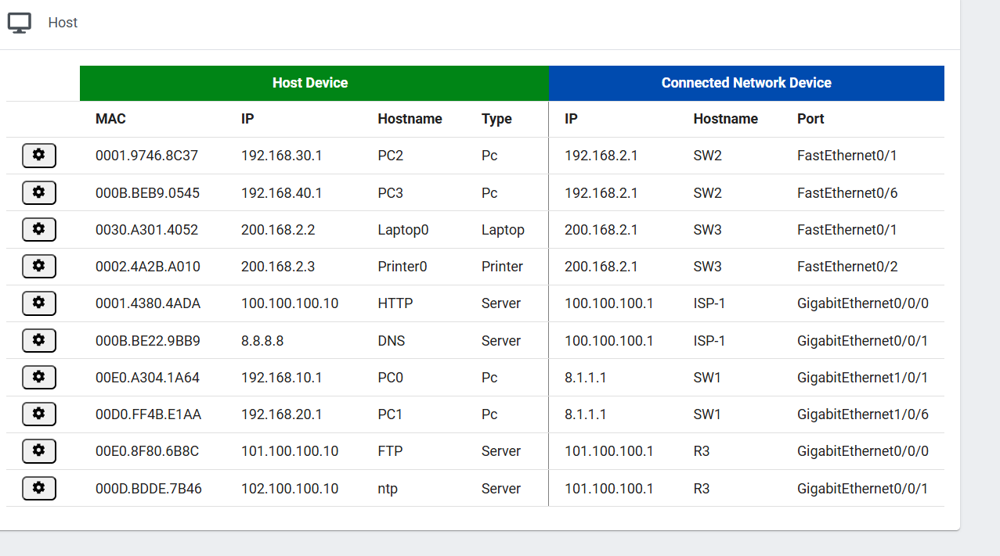 Host
Host Device Connected Network Device
MAC IP Hostname Type IP Hostname Port
0001.9746.8C37 192.168.30.1 PC2 Pc 192.168.2.1 SW2 FastEthernet0/1
000B.BEB9.0545 192.168.40.1 PC3 Pc 192.168.2.1 SW2 FastEthernet0/6
0030.A301.4052 200.168.2.2 Laptop0 Laptop 200.168.2.1 SW3 FastEthernet0/1
0002.4A2B.A010 200.168.2.3 Printer0 Printer 200.168.2.1 SW3 FastEthernet0/2
0001.4380.4ADA 100.100.100.10 HTTP Server 100.100.100.1 ISP-1 GigabitEthernet0/0/0
000B.BE22.9BB9 8.8.8.8 DNS Server 100.100.100.1 ISP-1 GigabitEthernet0/0/1
00E0.A304.1A64 192.168.10.1 PC0 Pc 8.1.1.1 SW1 GigabitEthernet1/0/1
00D0.FF4B.E1AA 192.168.20.1 PC1 Pc 8.1.1.1 SW1 GigabitEthernet1/0/6
00E0.8F80.6B8C 101.100.100.10 FTP Server 101.100.100.1 R3 GigabitEthernet0/0/0
000D.BDDE.7B46 102.100.100.10 ntp Server 101.100.100.1 R3 GigabitEthernet0/0/1